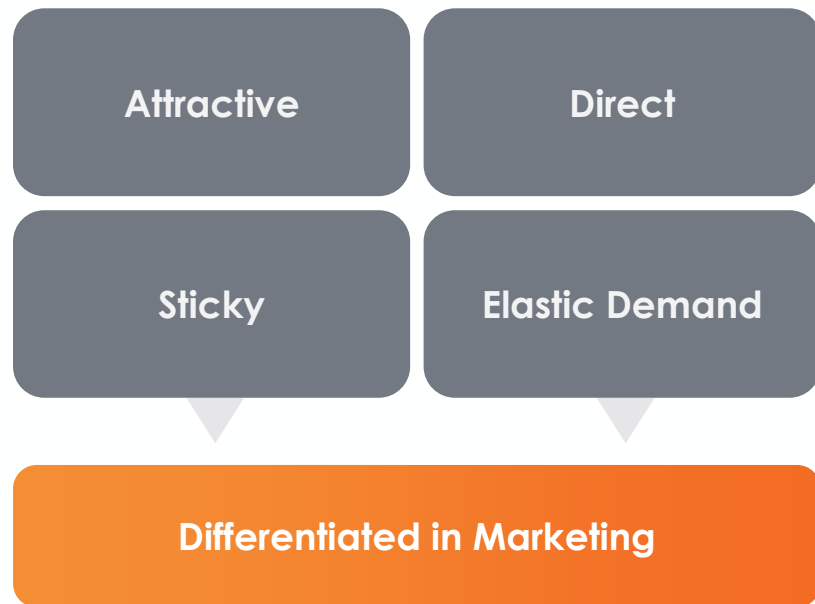 Attractive
Direct
Sticky
Elastic Demand
Differentiated in Marketing